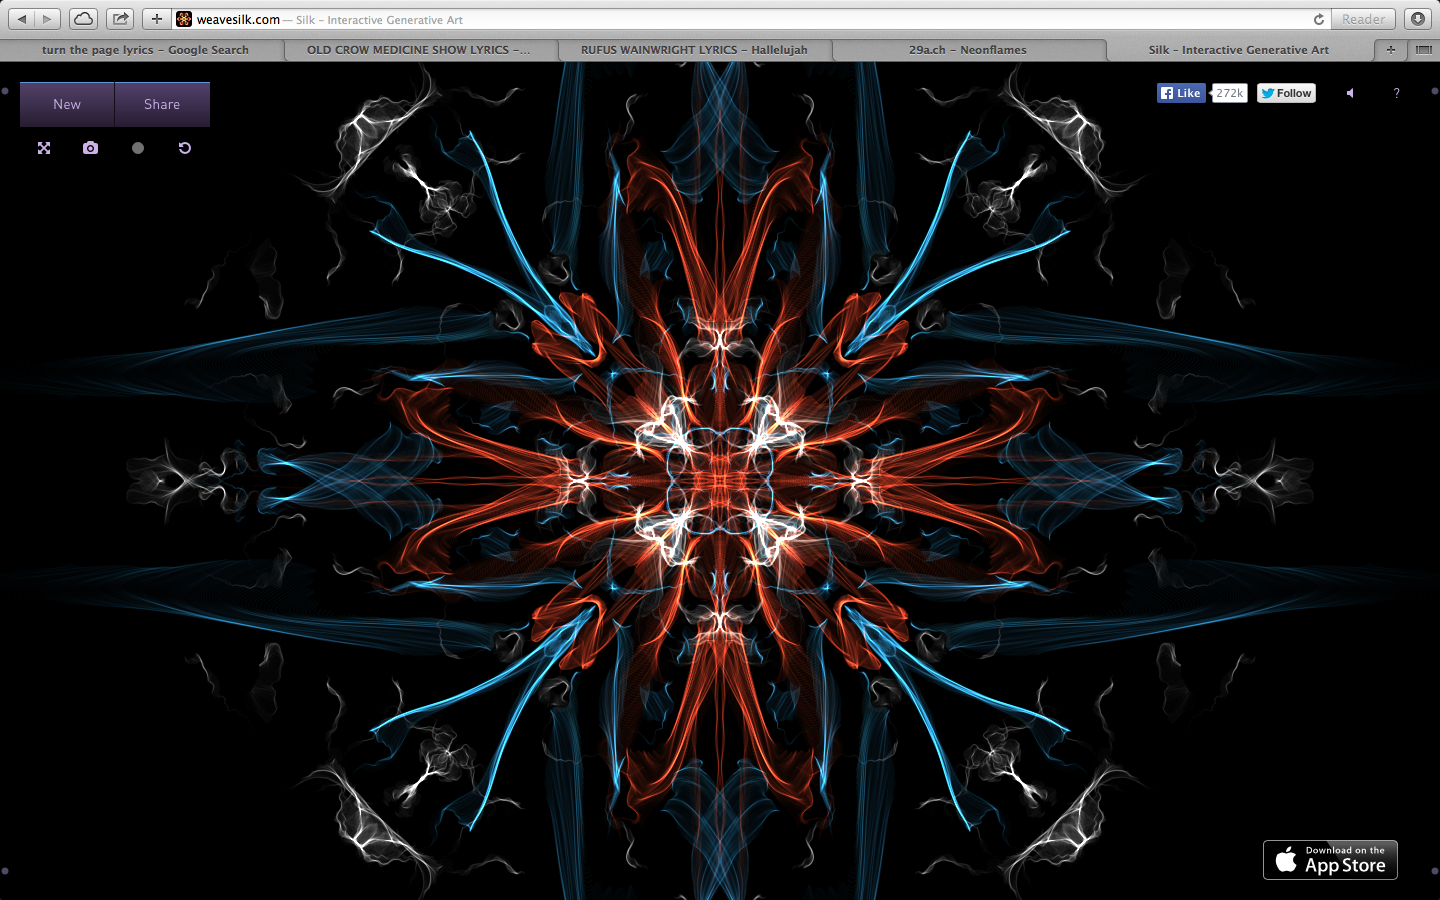 weavesilk.com — Silk – Interactive Generative Art
Reader
turn the page lyrics – Google Search
OLD CROW MEDICINE SHOW LYRICS –...
RUFUS WAINWRIGHT LYRICS – Hallelujah
29a.ch – Neonflames
Silk – Interactive Generative Art
New
Share
Like
272k
Follow
?
Download on the
App Store